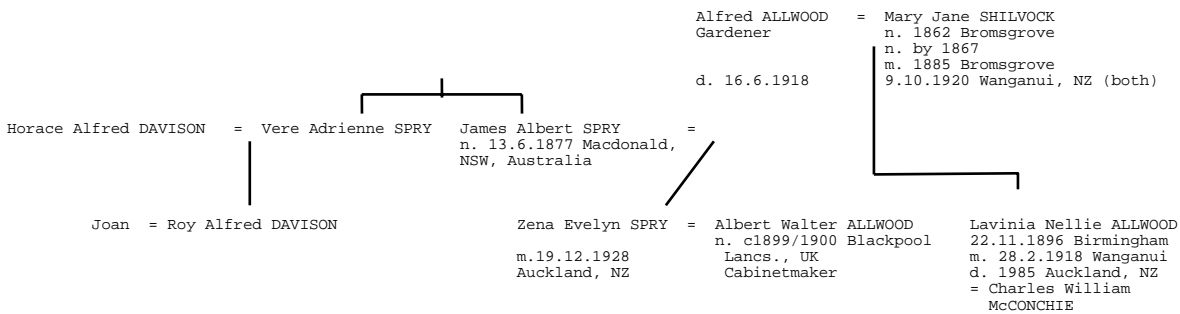 Alfred ALLWOOD = Mary Jane SHILVOCK
Gardener n. 1862 Bromsgrove
n. by 1867
m. 1885 Bromsgrove
d. 16.6.1918 9.10.1920 Wanganui, NZ (both)
Horace Alfred DAVISON = Vere Adrienne SPRY James Albert SPRY =
n. 13.6.1877 Macdonald,
NSW, Australia
Joan = Roy Alfred DAVISON Zena Evelyn SPRY = Albert Walter ALLWOOD Lavinia Nellie ALLWOOD
n. c1899/1900 Blackpool 22.11.1896 Birmingham
m.19.12.1928 Lancs., UK m. 28.2.1918 Wanganui
Auckland, NZ Cabinetmaker d. 1985 Auckland, NZ
= Charles William
McCONCHIE